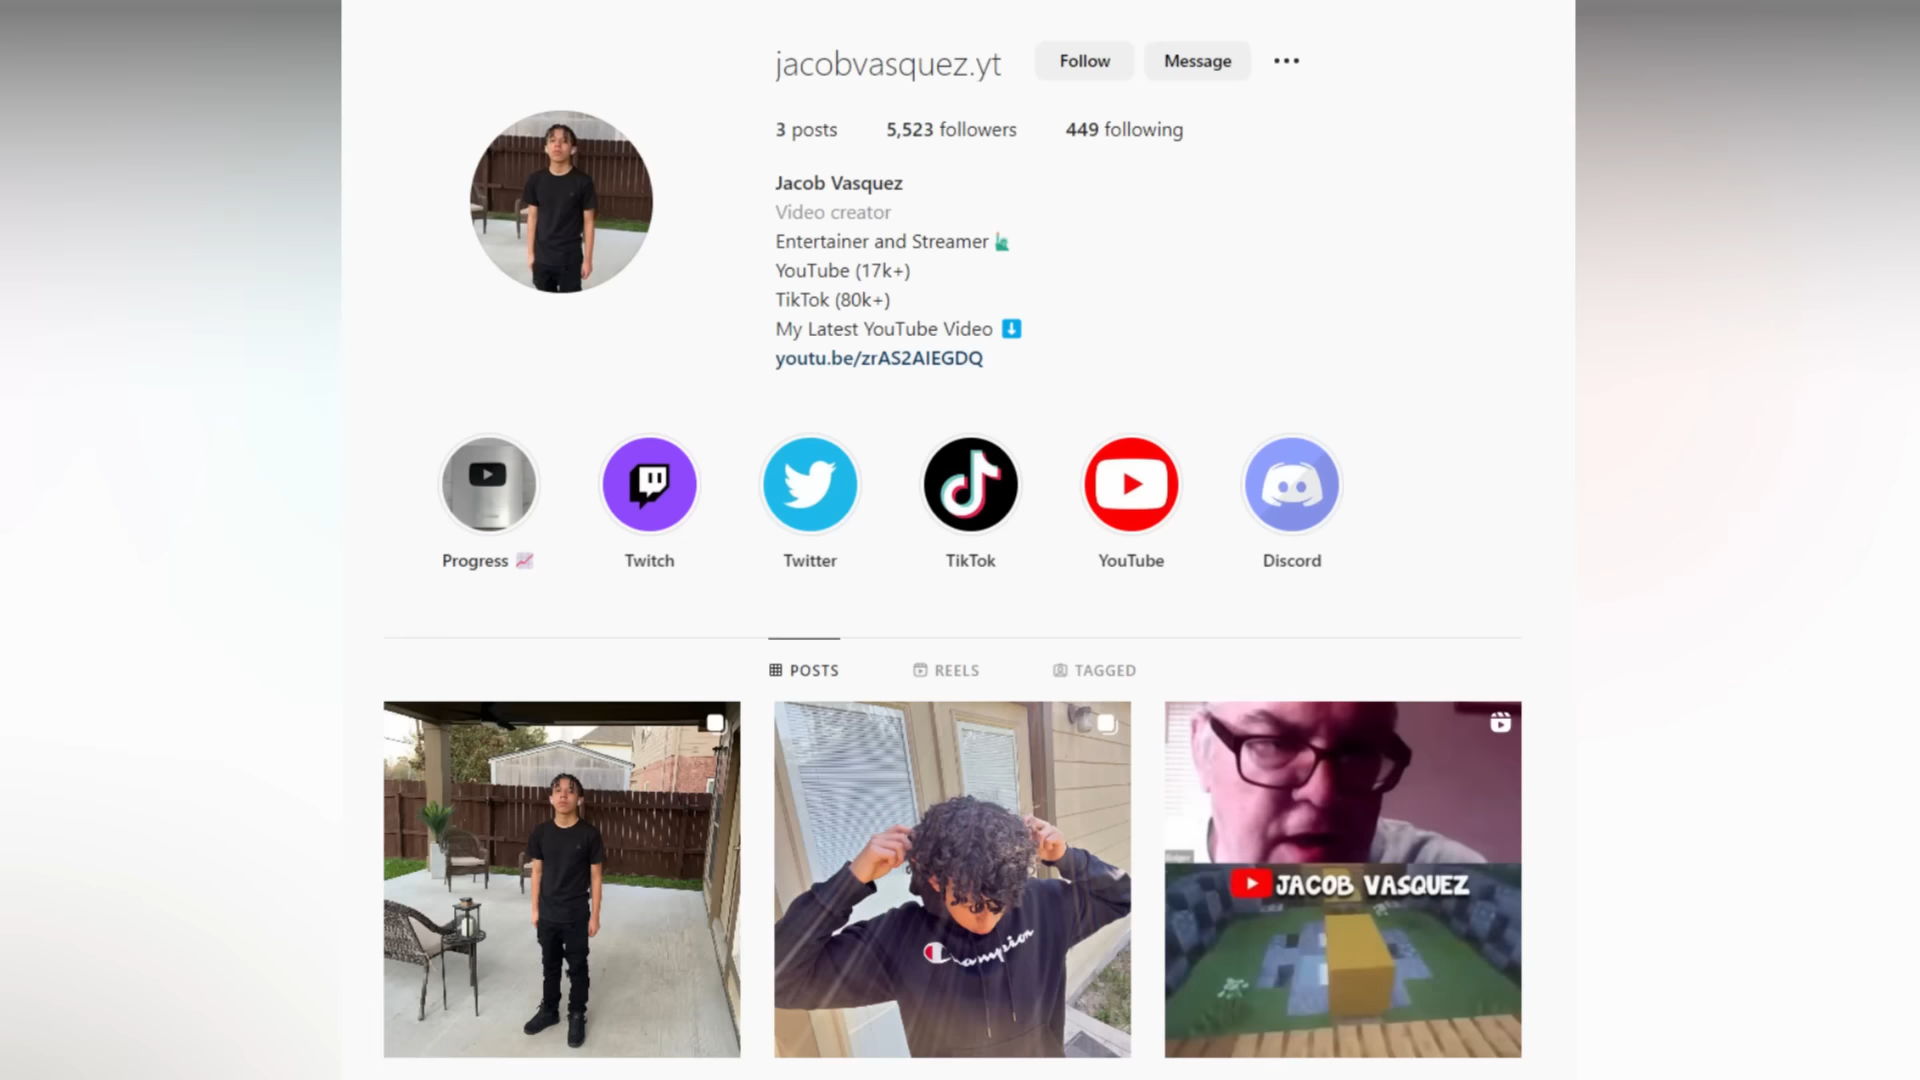 jacobvasquez.yt Follow Message
3 posts 5,523 followers 449 following
Jacob Vasquez
Video creator
Entertainer and Streamer
YouTube (17k+)
TikTok (80k+)
My Latest YouTube Video
youtu.be/zrAS2AIEGDQ
Progress Twitch Twitter TikTok YouTube Discord
POSTS REELS TAGGED
Champion
JACOB VASQUEZ